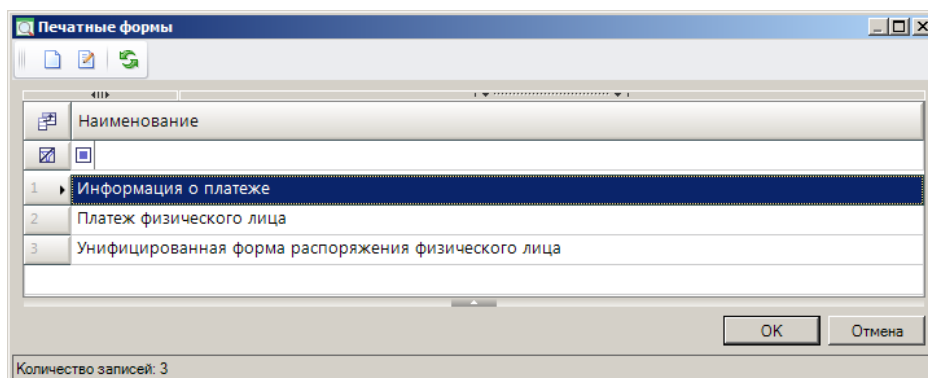 Печатные формы
Наименование
1 Информация о платеже
2 Платеж физического лица
3 Унифицированная форма распоряжения физического лица
OK Отмена
Количество записей: 3